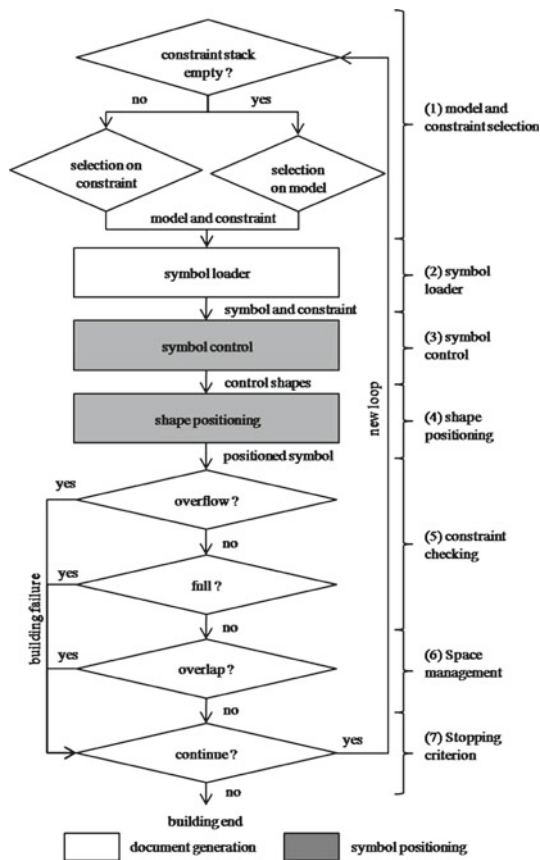 constraint stack
empty ?
no
yes
(1) model and
constraint selection
selection on
constraint
selection
on model
model and constraint
symbol loader
(2) symbol
loader
symbol and constraint
symbol control
(3) symbol
control
control shapes
shape positioning
(4) shape
positioning
new loop
positioned symbol
yes
overflow ?
no
(5) constraint
checking
yes
full ?
building failure
no
yes
overlap ?
(6) Space
management
no
continue ?
yes
(7) Stopping
criterion
no
building end
document generation
symbol positioning